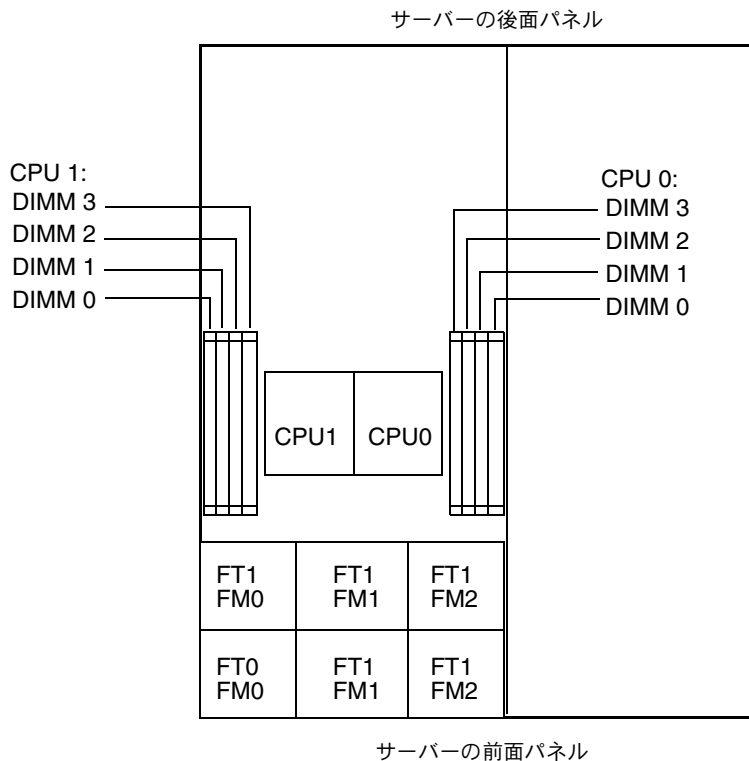 サーバーの後面パネル
CPU 1:
DIMM 3
DIMM 2
DIMM 1
DIMM 0
CPU 0:
DIMM 3
DIMM 2
DIMM 1
DIMM 0
CPU1
CPU0
FT1
FM0
FT1
FM1
FT1
FM2
FT0
FM0
FT1
FM1
FT1
FM2
サーバーの前面パネル